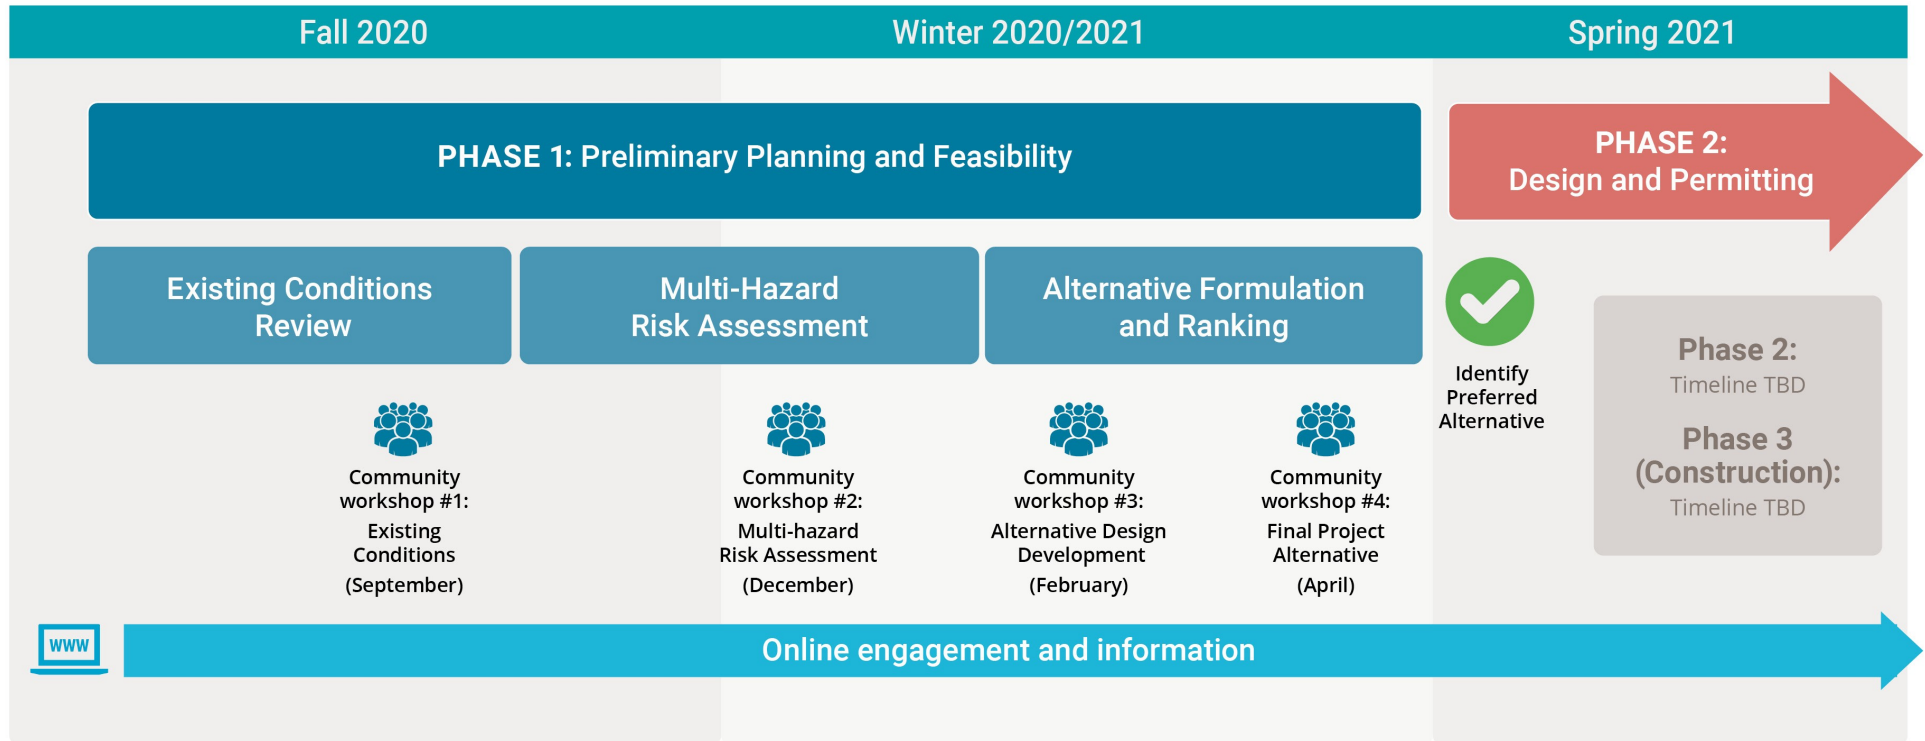 Fall 2020
Winter 2020/2021
Spring 2021
PHASE 1: Preliminary Planning and Feasibility
PHASE 2:
Design and Permitting
Existing Conditions
Review
Multi-Hazard
Risk Assessment
Alternative Formulation
and Ranking
Identify
Preferred
Alternative
Phase 2:
Timeline TBD
Phase 3
(Construction):
Timeline TBD
Community
workshop #1:
Existing
Conditions
(September)
Community
workshop #2:
Multi-hazard
Risk Assessment
(December)
Community
workshop #3:
Alternative Design
Development
(February)
Community
workshop #4:
Final Project
Alternative
(April)
www
Online engagement and information